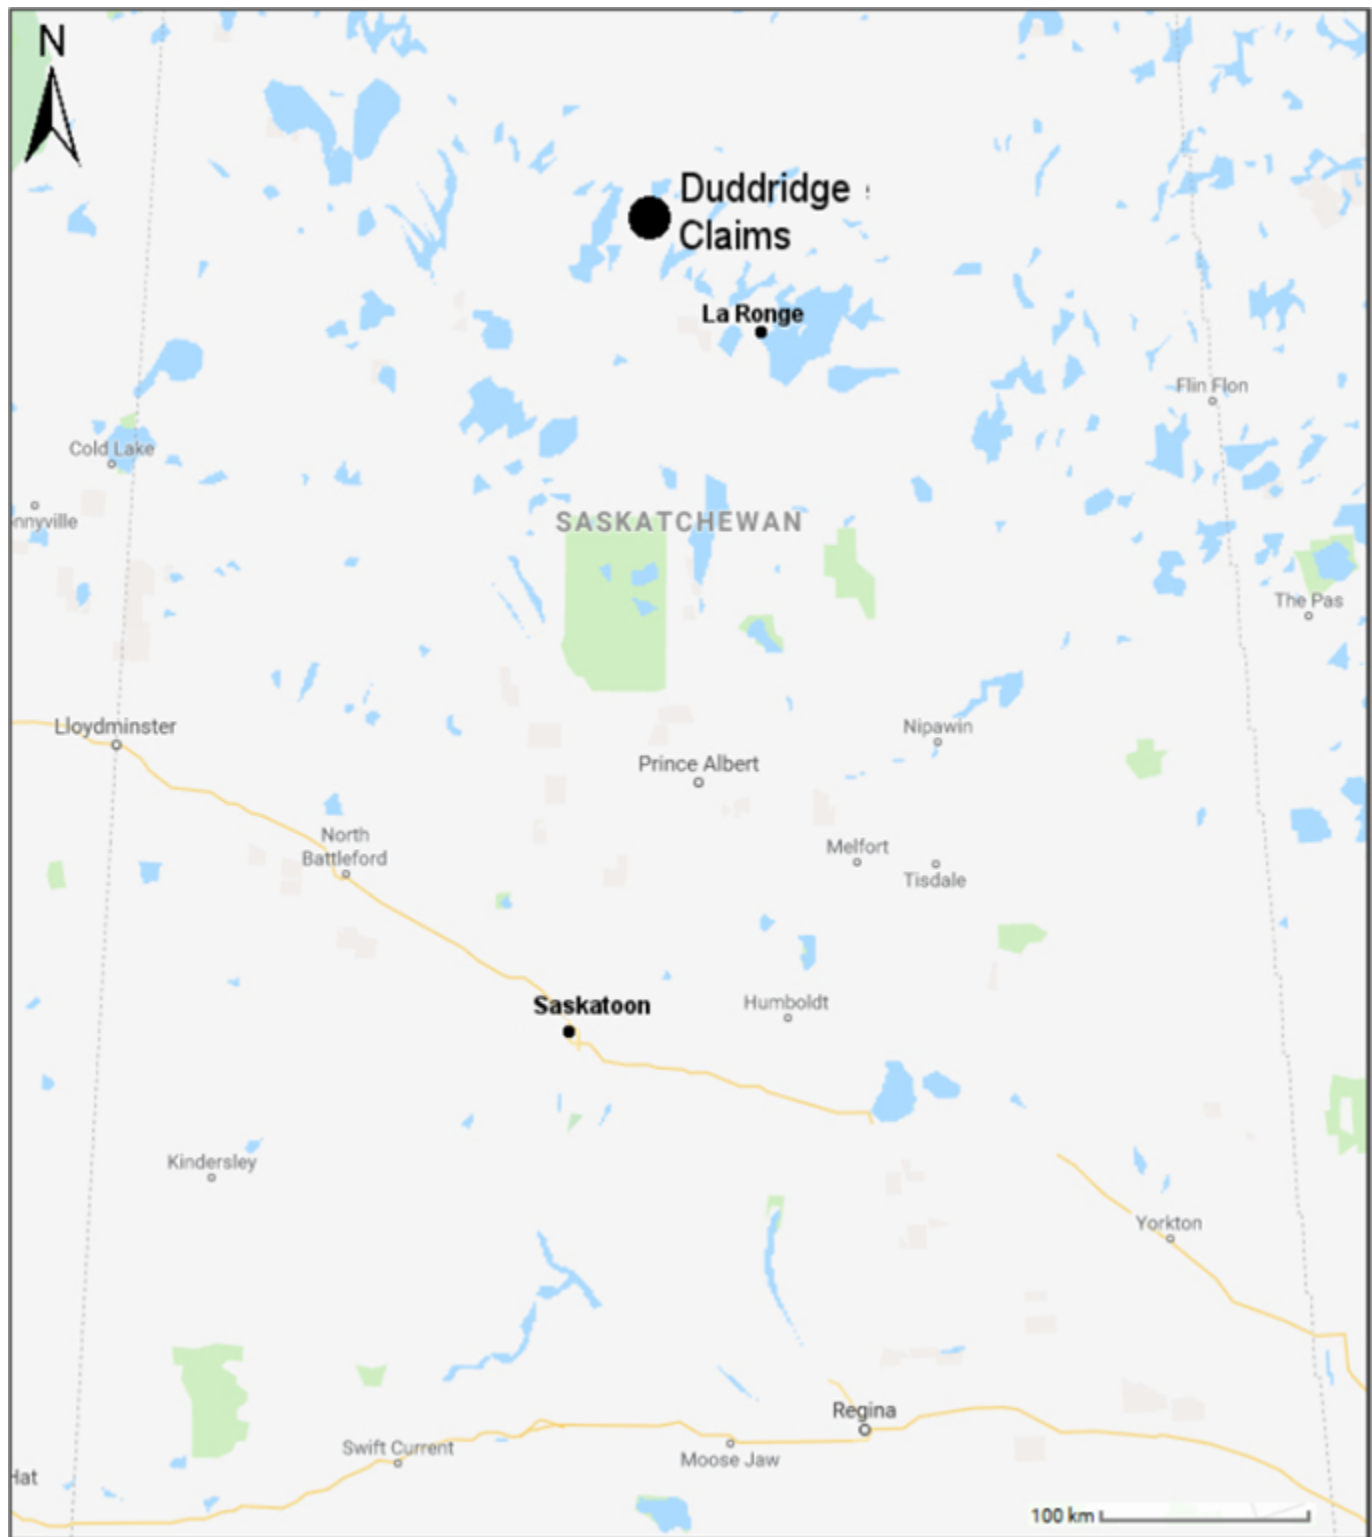 N
Duddridge
Claims
La Ronge
Flin Flon
Cold Lake
nnyville
SASKATCHEWAN
The Pas
Lloydminster
Nipawin
Prince Albert
North
Battleford
Melfort
Tisdale
Saskatoon
Humboldt
Kindersley
Yorkton
Regina
Swift Current
Moose Jaw
Hat
100 km